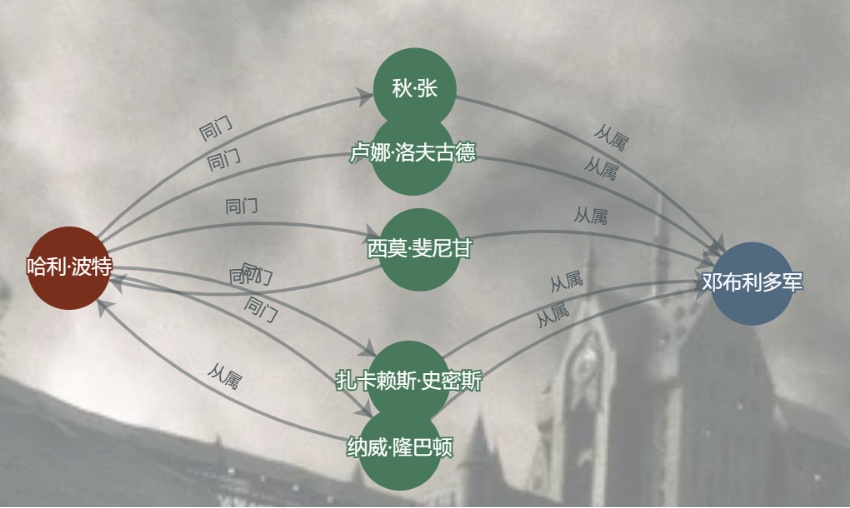 秋·张
同门
从属
同门
卢娜·洛夫古德
从属
同门
从属
西莫·斐尼甘
哈利·波特
同门
同门
从属
邓布利多军
同门
从属
从属
扎卡赖斯·史密斯
纳威·隆巴顿